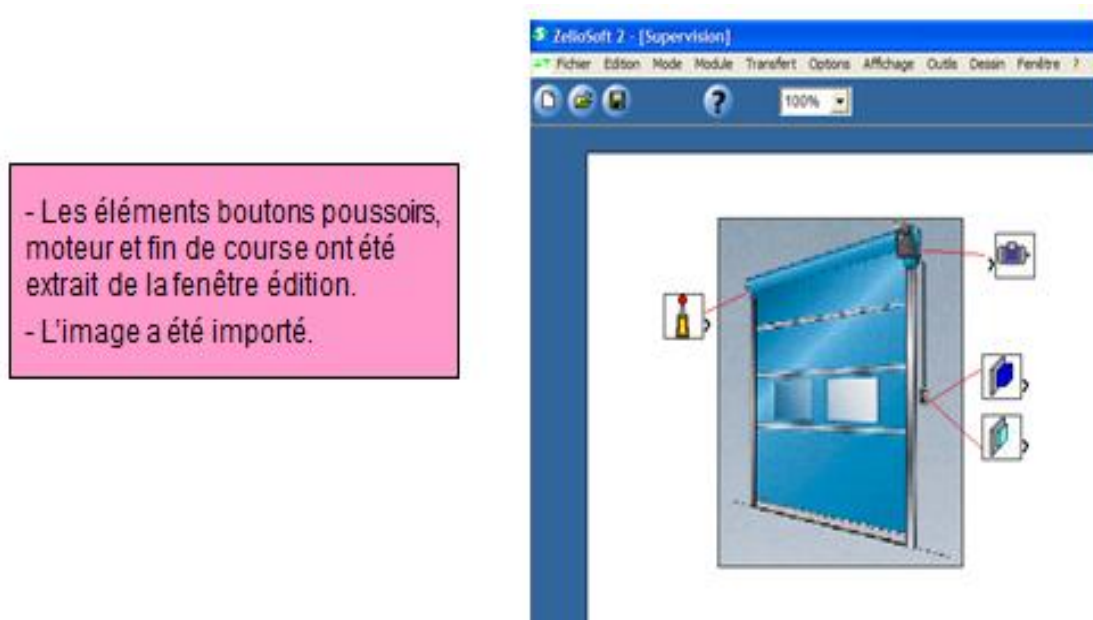 - Les éléments boutons poussoirs,
moteur et fin de course ont été
extrait de la fenêtre édition.
- L'image a été importé.
ZelioSoft 2 - [Supervision]
Fichier Edition Mode Module Transfert Options Affichage Outils Dessin Fenêtre ?
?
100%